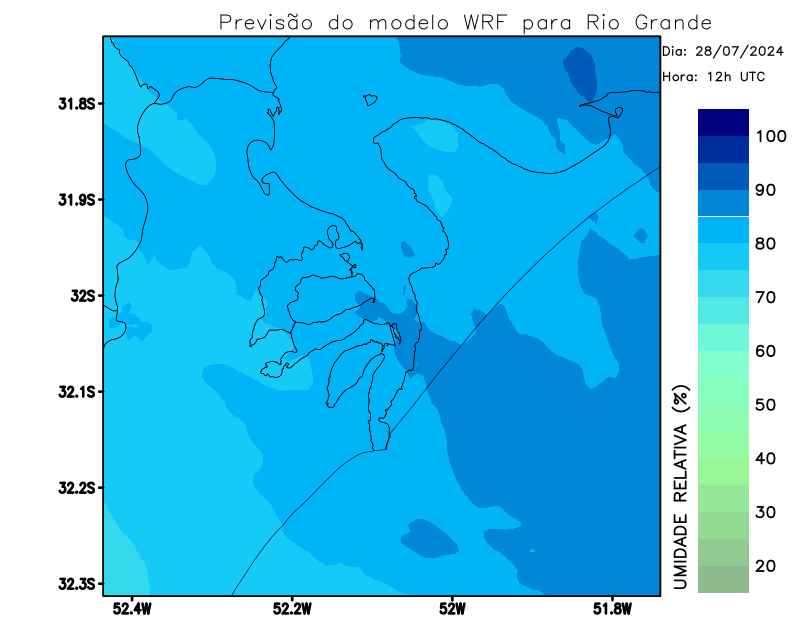 Previsão do modelo WRF para Rio Grande
Dia: 28/07/2024
Hora: 12h UTC
31.8S
31.9S
32S
32.1S
32.2S
32.3S
52.4W
52.2W
52W
51.8W
UMIDADE RELATIVA (%)
100
90
80
70
60
50
40
30
20